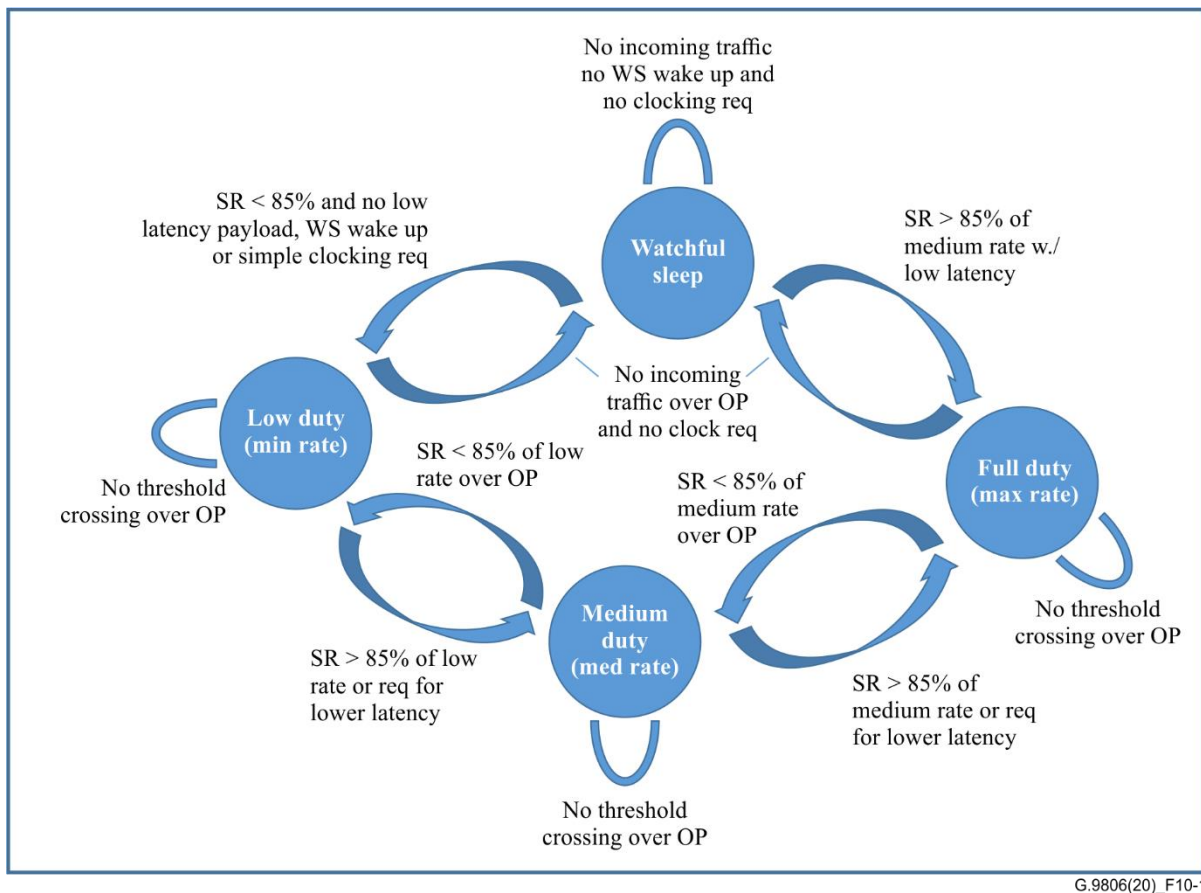 No incoming traffic
no WS wake up and
no clocking req
SR < 85% and no low
latency payload, WS wake up
or simple clocking req
SR > 85% of
medium rate w./
low latency
Watchful
sleep
No incoming
traffic over OP
and no clock req
Low duty
(min rate)
SR < 85% of low
rate over OP
SR < 85% of
medium rate
over OP
Full duty
(max rate)
No threshold
crossing over OP
Medium
duty
(med rate)
No threshold
crossing over OP
SR > 85% of low
rate or req for
lower latency
SR > 85% of
medium rate or req
for lower latency
No threshold
crossing over OP